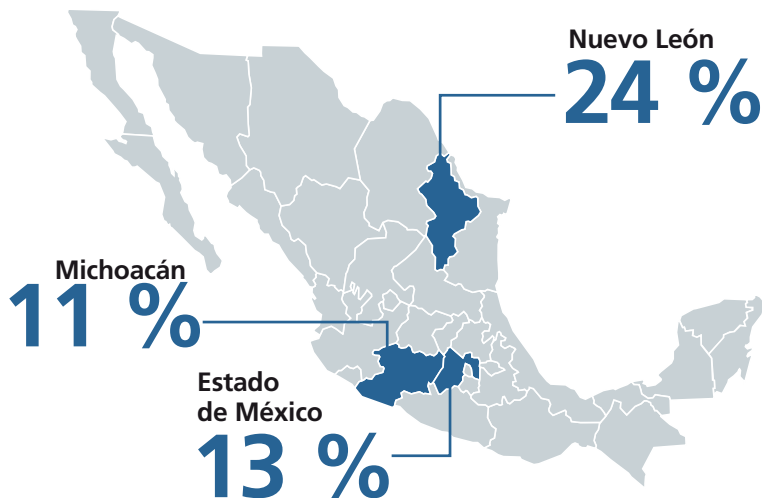 Nuevo León
24 %
Michoacán
11 %
Estado
de México
13 %